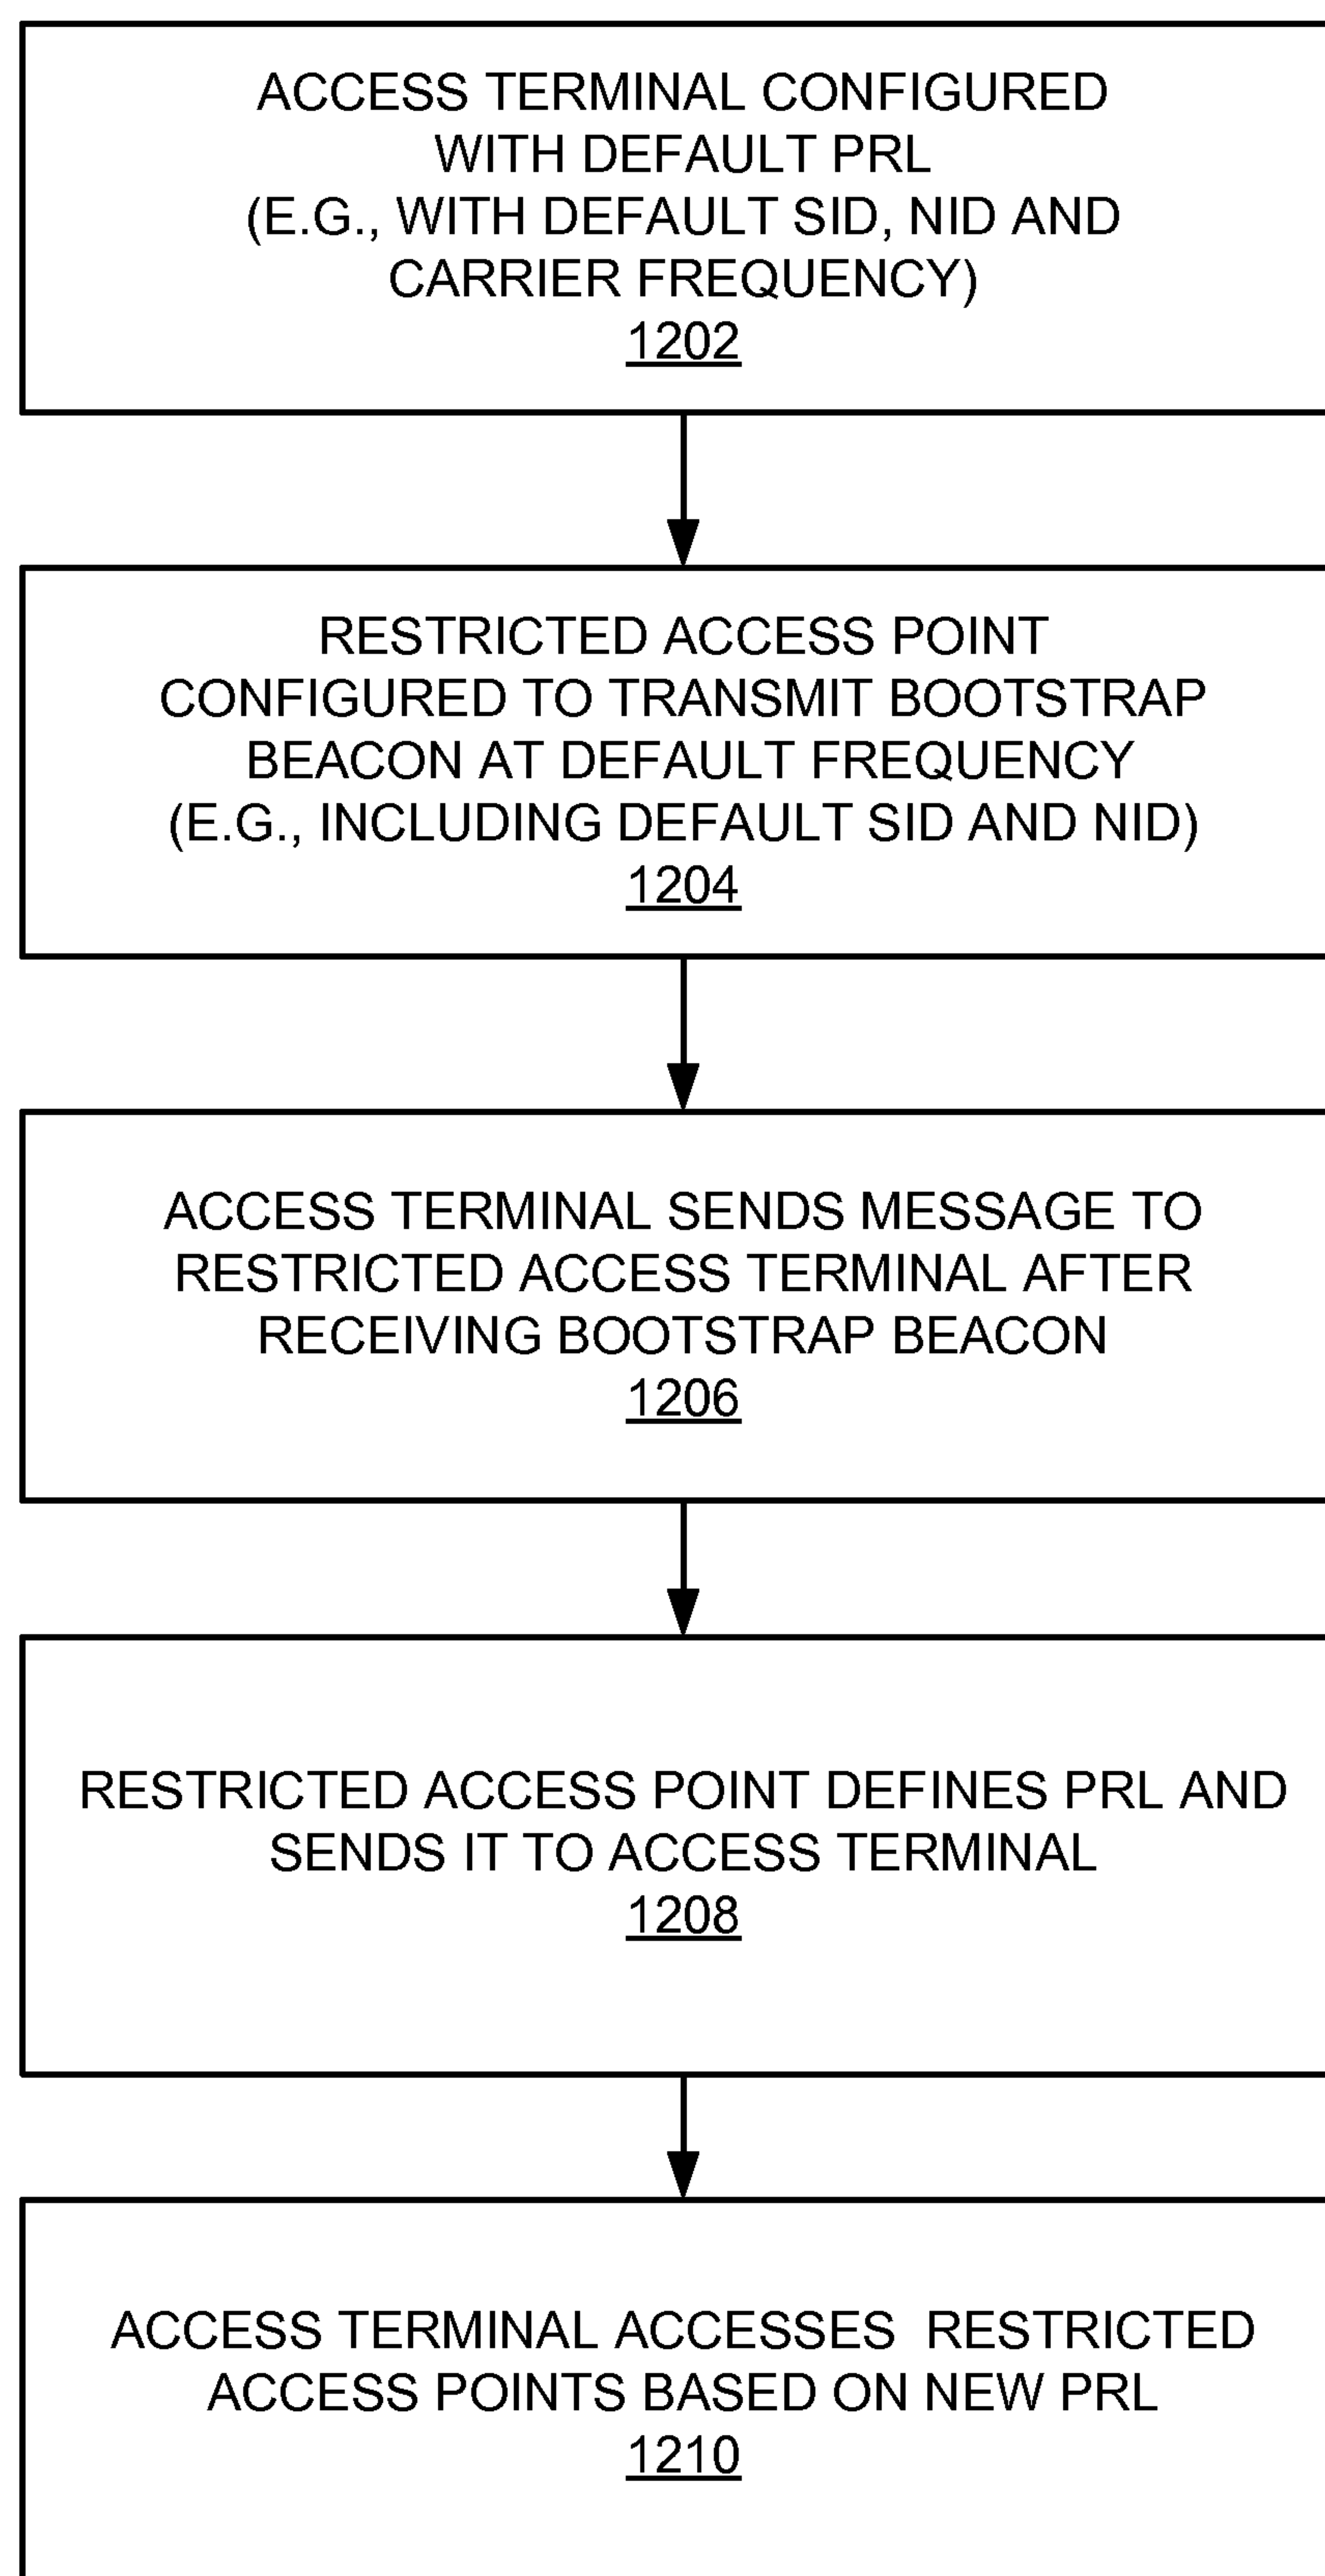 ACCESS TERMINAL CONFIGURED
WITH DEFAULT PRL
(E.G., WITH DEFAULT SID, NID AND
CARRIER FREQUENCY)
1202
RESTRICTED ACCESS POINT
CONFIGURED TO TRANSMIT BOOTSTRAP
BEACON AT DEFAULT FREQUENCY
(E.G., INCLUDING DEFAULT SID AND NID)
1204
ACCESS TERMINAL SENDS MESSAGE TO
RESTRICTED ACCESS TERMINAL AFTER
RECEIVING BOOTSTRAP BEACON
1206
RESTRICTED ACCESS POINT DEFINES PRL AND
SENDS IT TO ACCESS TERMINAL
1208
ACCESS TERMINAL ACCESSES  RESTRICTED
ACCESS POINTS BASED ON NEW PRL
1210